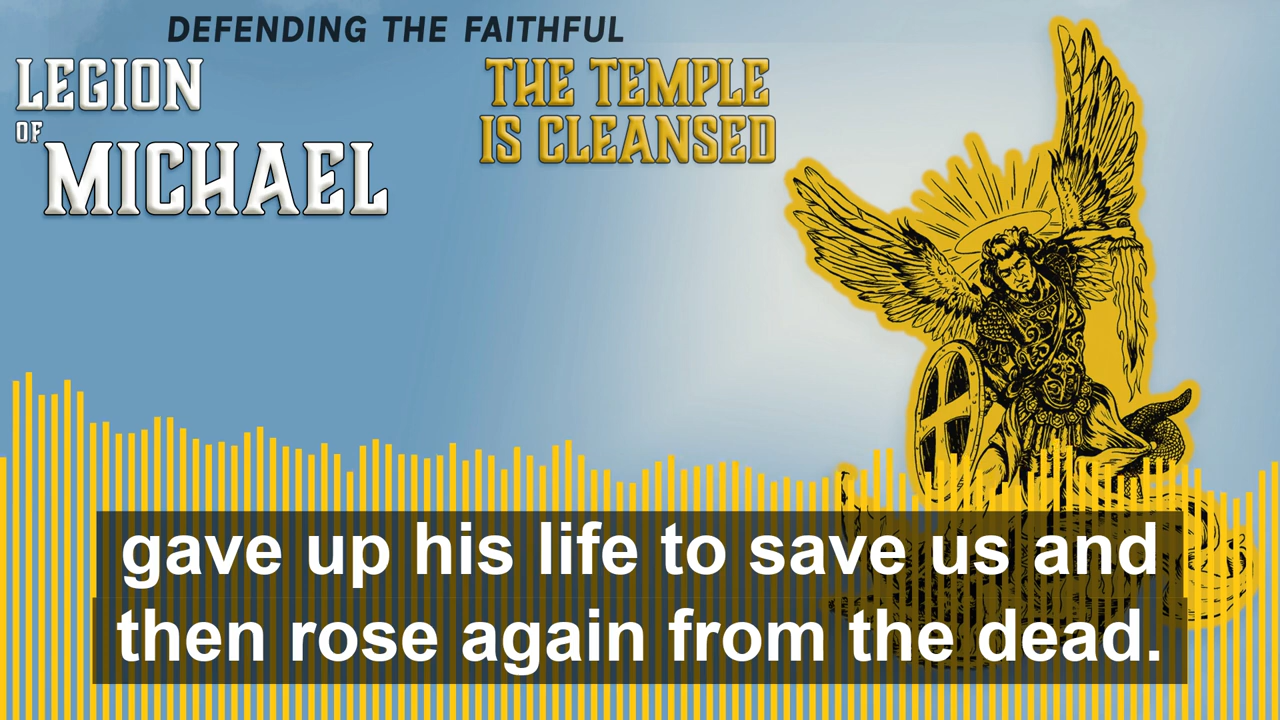 DEFENDING THE FAITHFUL
LEGION
OF
MICHAEL
THE TEMPLE
IS CLEANSED
gave up his life to save us and
then rose again from the dead.